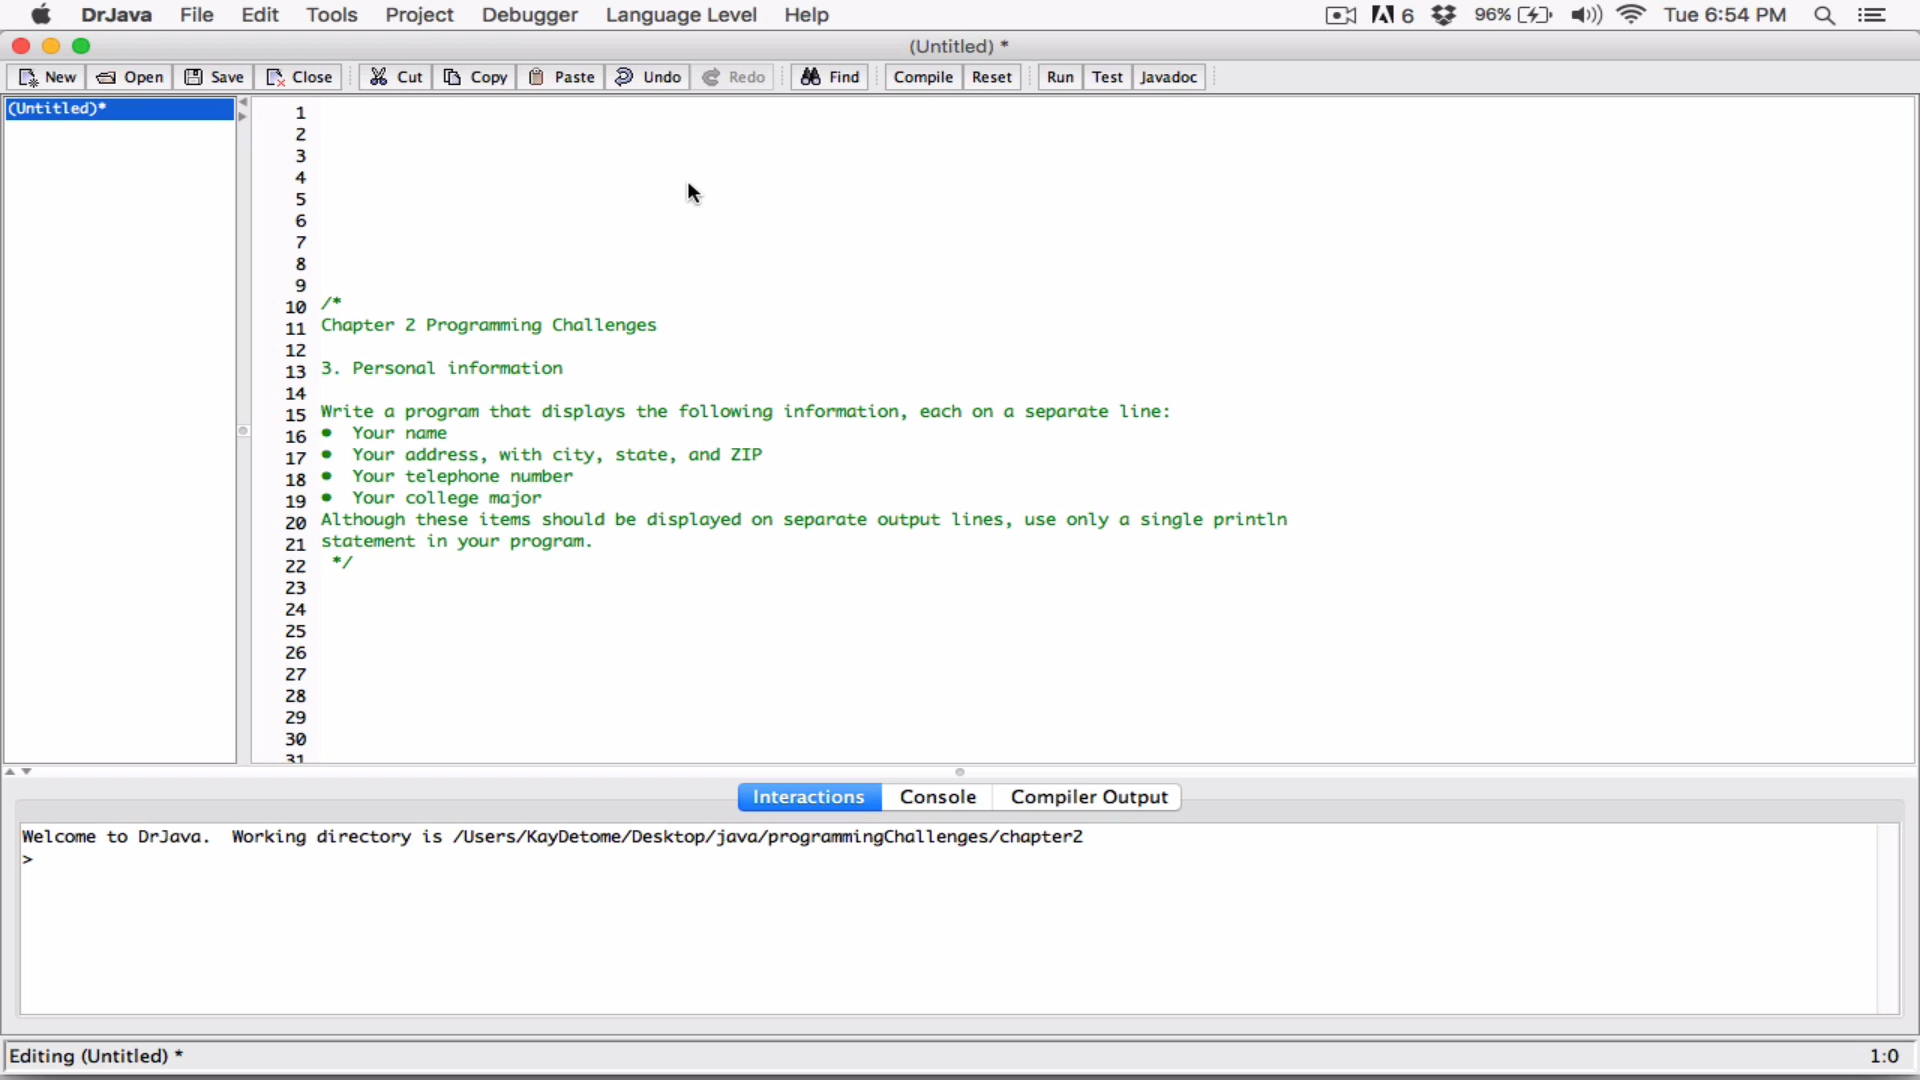 DrJava File Edit Tools Project Debugger Language Level Help 6 96% Tue 6:54 PM
(Untitled) *
New Open Save Close Cut Copy Paste Undo Redo Find Compile Reset Run Test Javadoc
(Untitled)*
1
2
3
4
5
6
7
8
9
10 /*
11 Chapter 2 Programming Challenges
12
13 3. Personal information
14
15 Write a program that displays the following information, each on a separate line:
16 • Your name
17 • Your address, with city, state, and ZIP
18 • Your telephone number
19 • Your college major
20 Although these items should be displayed on separate output lines, use only a single println
21 statement in your program.
22 */
23
24
25
26
27
28
29
30
31
Interactions Console Compiler Output
Welcome to DrJava. Working directory is /Users/KayDetome/Desktop/java/programmingChallenges/chapter2
>
Editing (Untitled) * 1:0